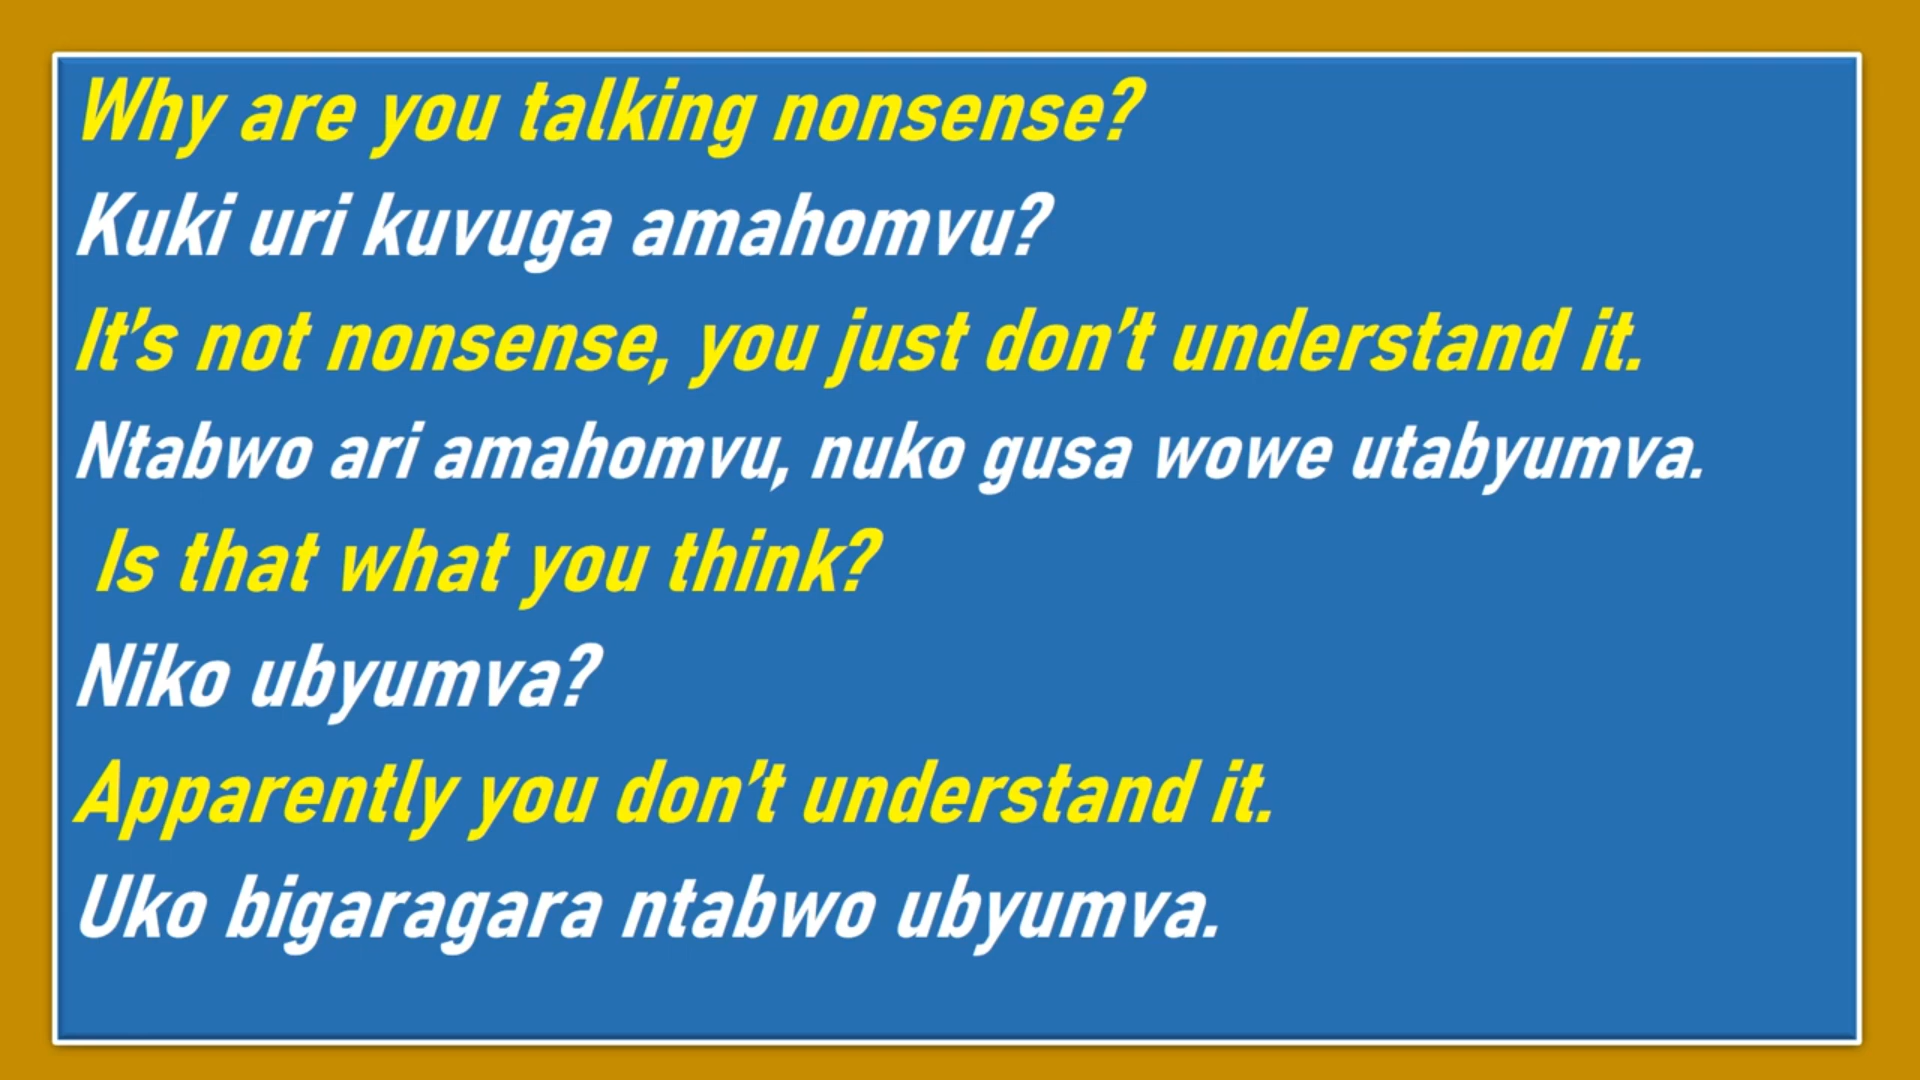 Why are you talking nonsense?
Kuki uri kuvuga amahomvu?
It’s not nonsense, you just don’t understand it.
Ntabwo ari amahomvu, nuko gusa wowe utabyumva.
Is that what you think?
Niko ubyumva?
Apparently you don’t understand it.
Uko bigaragara ntabwo ubyumva.